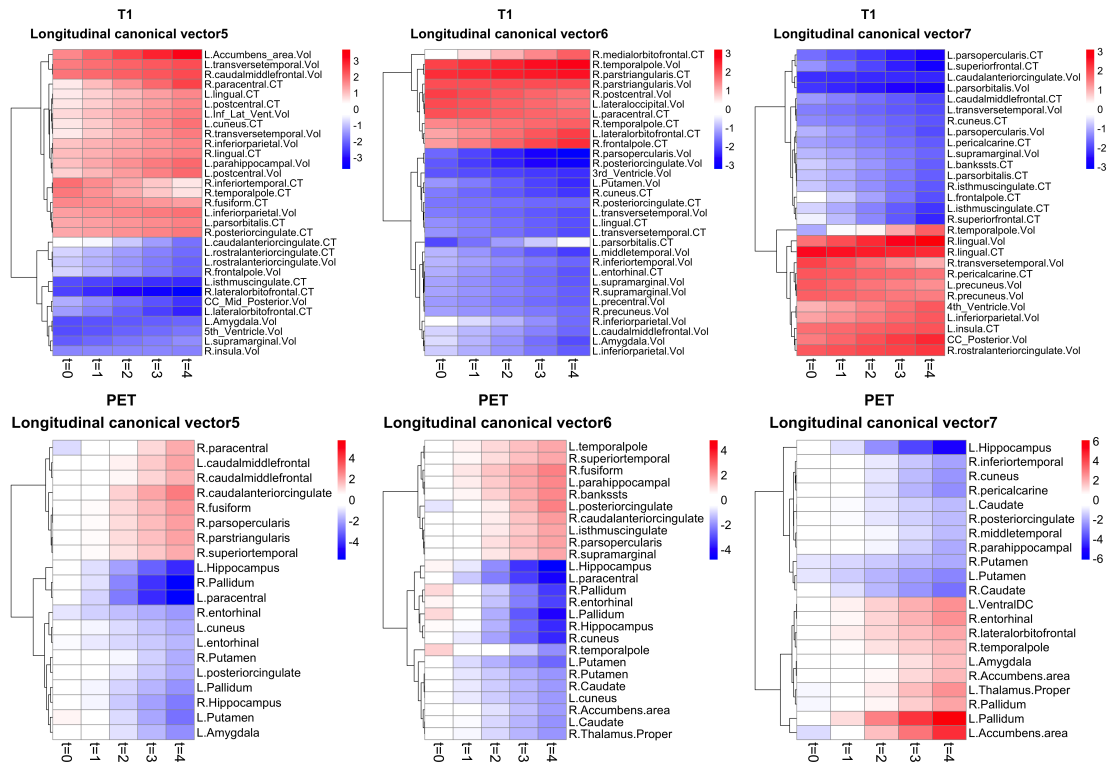 T1
Longitudinal canonical vector5
L.Accumbens_area.Vol
L.transversetemporal.Vol
R.caudalmiddlefrontal.Vol
R.paracentral.CT
L.lingual.CT
L.postcentral.CT
L.Inf_Lat_Vent.Vol
L.cuneus.CT
R.transversetemporal.Vol
R.inferiorparietal.Vol
R.lingual.CT
L.parahippocampal.Vol
L.postcentral.Vol
R.inferiortemporal.CT
R.temporalpole.CT
R.fusiform.CT
L.inferiorparietal.Vol
L.parsorbitalis.CT
R.posteriorcingulate.CT
L.caudalanteriorcingulate.CT
L.rostralanteriorcingulate.CT
L.rostralanteriorcingulate.Vol
R.frontalpole.Vol
L.isthmuscingulate.CT
R.lateralorbitofrontal.CT
CC_Mid_Posterior.Vol
L.lateralorbitofrontal.CT
L.Amygdala.Vol
5th_Ventricle.Vol
L.supramarginal.Vol
R.insula.Vol
t=0
t=1
t=2
t=3
t=4
3
2
1
0
-1
-2
-3
T1
Longitudinal canonical vector6
R.medialorbitofrontal.CT
R.temporalpole.Vol
R.parstriangularis.CT
R.parstriangularis.Vol
R.postcentral.Vol
L.lateraloccipital.CT
L.paracentral.CT
R.temporalpole.CT
L.lateralorbitofrontal.CT
R.frontalpole.CT
R.parsopercularis.Vol
R.posteriorcingulate.Vol
3rd_Ventricle.Vol
L.Putamen.Vol
R.cuneus.CT
R.posteriorcingulate.CT
L.transversetemporal.Vol
L.lingual.CT
L.transversetemporal.CT
L.parsorbitalis.CT
L.middletemporal.Vol
R.inferiortemporal.Vol
L.entorhinal.CT
L.supramarginal.Vol
R.supramarginal.Vol
L.precentral.Vol
R.precuneus.Vol
R.inferiorparietal.Vol
L.caudalmiddlefrontal.Vol
L.Amygdala.Vol
L.inferiorparietal.Vol
t=0
t=1
t=2
t=3
t=4
3
2
1
0
-1
-2
-3
T1
Longitudinal canonical vector7
L.parsopercularis.CT
L.superiorfrontal.CT
L.caudalanteriorcingulate.Vol
L.parsorbitalis.Vol
L.caudalmiddlefrontal.CT
L.transversetemporal.Vol
R.cuneus.CT
L.parsopercularis.Vol
L.pericalcarine.CT
L.supramarginal.Vol
L.bankssts.CT
L.parsorbitalis.CT
R.isthmuscingulate.CT
L.frontalpole.CT
L.isthmuscingulate.CT
R.superiorfrontal.CT
R.temporalpole.Vol
R.lingual.Vol
R.lingual.CT
R.transversetemporal.Vol
R.pericalcarine.CT
L.precuneus.Vol
R.precuneus.Vol
4th_Ventricle.Vol
L.inferiorparietal.Vol
L.insula.CT
CC_Posterior.Vol
R.rostralanteriorcingulate.Vol
t=0
t=1
t=2
t=3
t=4
3
2
1
0
-1
-2
-3
PET
Longitudinal canonical vector5
R.paracentral
L.caudalmiddlefrontal
R.caudalmiddlefrontal
R.caudalanteriorcingulate
R.fusiform
R.parsopercularis
R.parstriangularis
R.superiortemporal
L.Hippocampus
R.Pallidum
L.paracentral
R.entorhinal
L.cuneus
L.entorhinal
R.Putamen
L.posteriorcingulate
L.Pallidum
R.Hippocampus
L.Putamen
L.Amygdala
t=0
t=1
t=2
t=3
t=4
4
2
0
-2
-4
PET
Longitudinal canonical vector6
L.temporalpole
R.superiortemporal
R.fusiform
L.parahippocampal
R.bankssts
L.posteriorcingulate
R.caudalanteriorcingulate
L.isthmuscingulate
R.parsopercularis
R.supramarginal
L.Hippocampus
L.paracentral
R.Pallidum
R.entorhinal
L.Pallidum
R.Hippocampus
R.cuneus
R.temporalpole
L.Putamen
R.Putamen
R.Caudate
L.cuneus
R.Accumbens.area
L.Caudate
R.Thalamus.Proper
t=0
t=1
t=2
t=3
t=4
4
2
0
-2
-4
PET
Longitudinal canonical vector7
L.Hippocampus
R.inferiortemporal
R.cuneus
R.pericalcarine
L.Caudate
R.posteriorcingulate
R.middletemporal
R.parahippocampal
R.Putamen
L.Putamen
R.Caudate
L.VentralDC
R.entorhinal
R.lateralorbitofrontal
R.temporalpole
L.Amygdala
R.Accumbens.area
L.Thalamus.Proper
R.Pallidum
L.Pallidum
L.Accumbens.area
t=0
t=1
t=2
t=3
t=4
6
4
2
0
-2
-4
-6